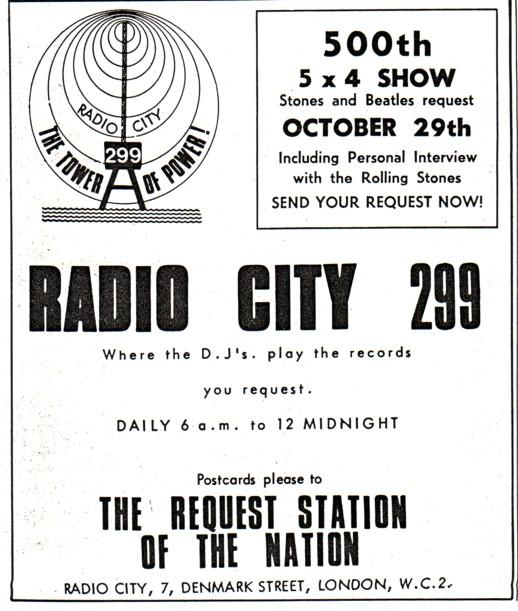 RADIO CITY
THE TOWER OF POWER!
299
500th
5 x 4 SHOW
Stones and Beatles request
OCTOBER 29th
Including Personal Interview
with the Rolling Stones
SEND YOUR REQUEST NOW!
RADIO CITY 299
Where the D.J's. play the records
you request.
DAILY 6 a.m. to 12 MIDNIGHT
Postcards please to
THE REQUEST STATION
OF THE NATION
RADIO CITY, 7, DENMARK STREET, LONDON, W.C.2.